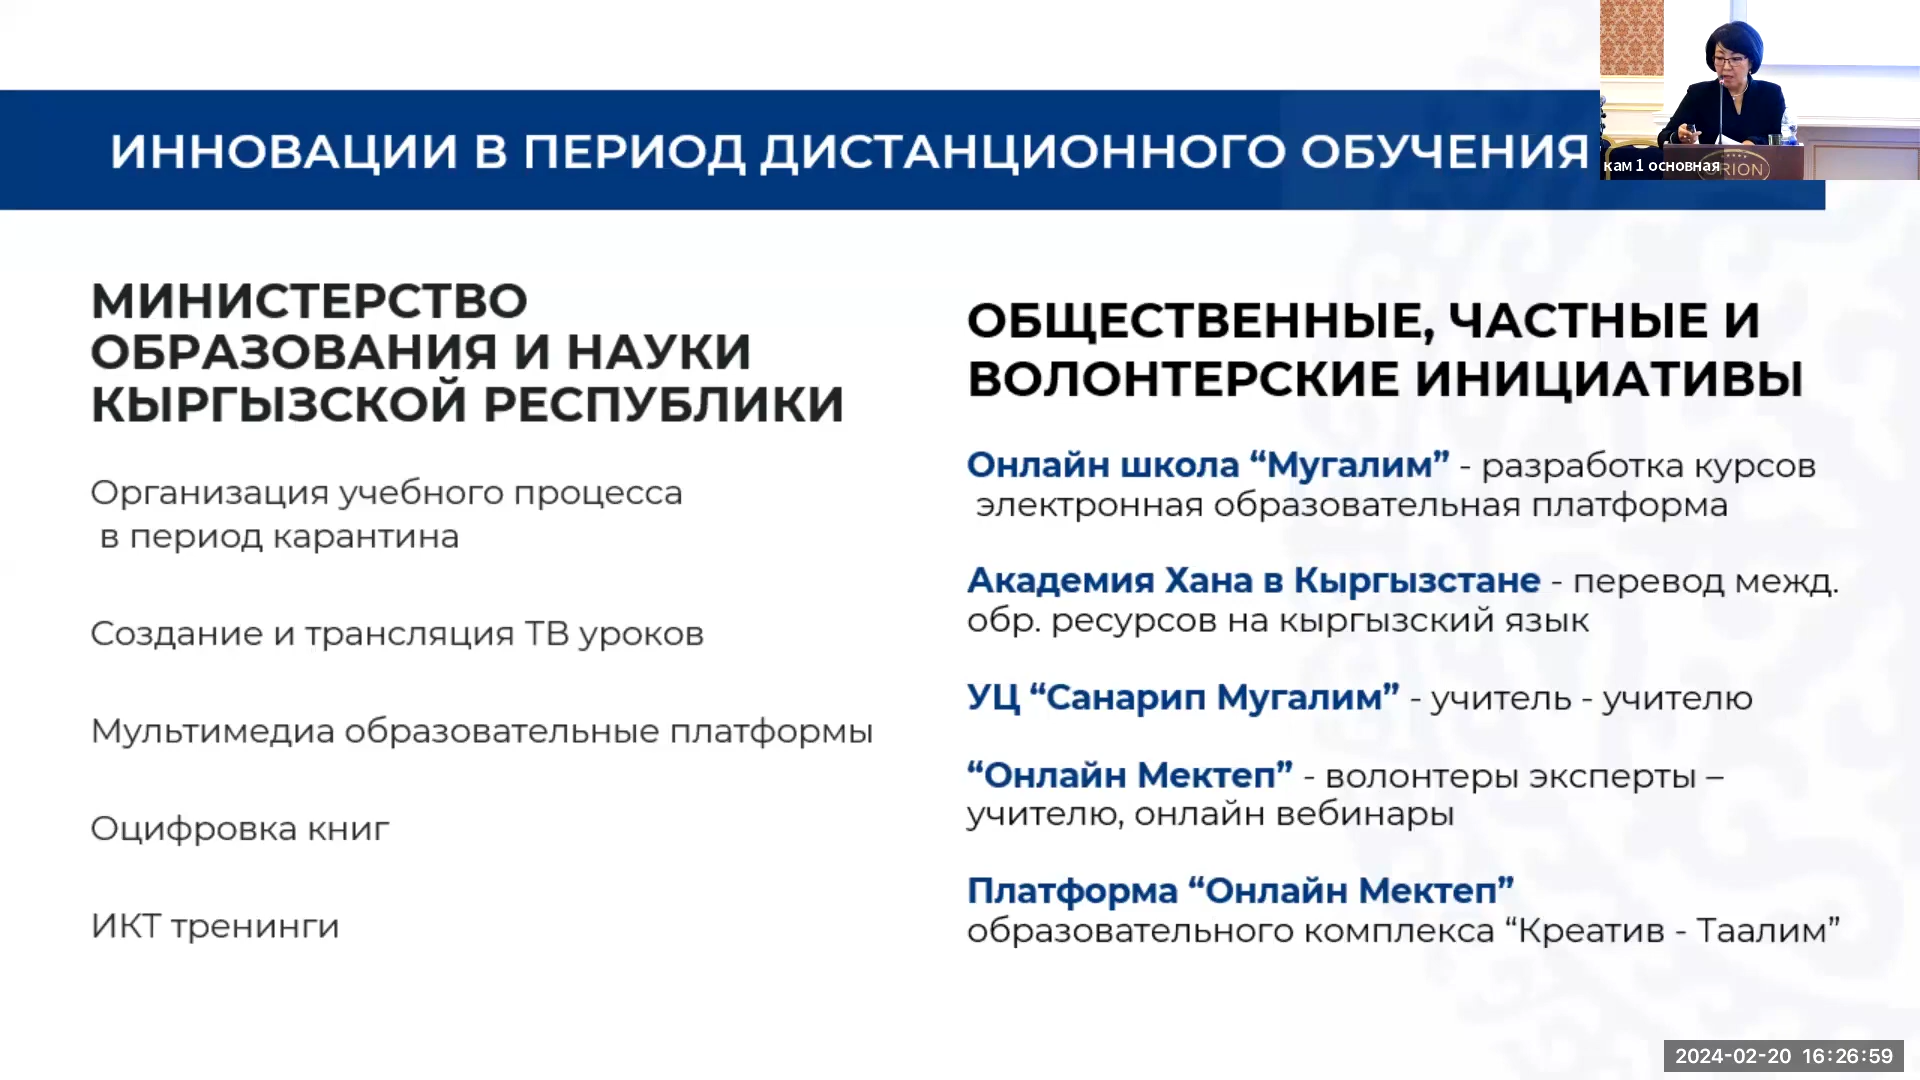 ИННОВАЦИИ В ПЕРИОД ДИСТАНЦИОННОГО ОБУЧЕНИЯ
кам 1 основная
ORION
МИНИСТЕРСТВО
ОБРАЗОВАНИЯ И НАУКИ
КЫРГЫЗСКОЙ РЕСПУБЛИКИ
Организация учебного процесса
в период карантина
Создание и трансляция ТВ уроков
Мультимедиа образовательные платформы
Оцифровка книг
ИКТ тренинги
ОБЩЕСТВЕННЫЕ, ЧАСТНЫЕ И
ВОЛОНТЕРСКИЕ ИНИЦИАТИВЫ
Онлайн школа “Мугалим” - разработка курсов
электронная образовательная платформа
Академия Хана в Кыргызстане - перевод межд.
обр. ресурсов на кыргызский язык
УЦ “Санарип Мугалим” - учитель - учителю
“Онлайн Мектеп” - волонтеры эксперты –
учителю, онлайн вебинары
Платформа “Онлайн Мектеп”
образовательного комплекса “Креатив - Таалим”
2024-02-20 16:26:59